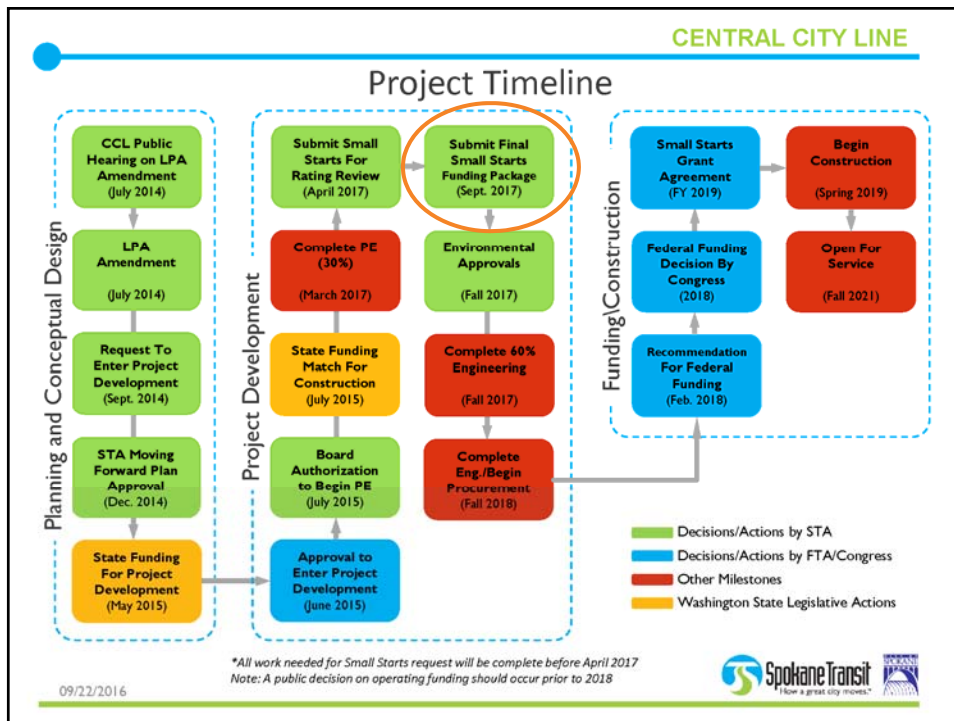 CENTRAL CITY LINE
Project Timeline
Planning and Conceptual Design
CCL Public
Hearing on LPA
Amendment
(July 2014)
LPA
Amendment
(July 2014)
Request To
Enter Project
Development
(Sept. 2014)
STA Moving
Forward Plan
Approval
(Dec. 2014)
State Funding
For Project
Development
(May 2015)
Project Development
Approval to
Enter Project
Development
(June 2015)
Board
Authorization
to Begin PE
(July 2015)
State Funding
Match For
Construction
(July 2015)
Complete PE
(30%)
(March 2017)
Submit Small
Starts For
Rating Review
(April 2017)
Submit Final
Small Starts
Funding Package
(Sept. 2017)
Environmental
Approvals
(Fall 2017)
Complete 60%
Engineering
(Fall 2017)
Complete
Eng./Begin
Procurement
(Fall 2018)
Funding\Construction
Recommendation
For Federal
Funding
(Feb. 2018)
Federal Funding
Decision By
Congress
(2018)
Small Starts
Grant
Agreement
(FY 2019)
Begin
Construction
(Spring 2019)
Open For
Service
(Fall 2021)
Decisions/Actions by STA
Decisions/Actions by FTA/Congress
Other Milestones
Washington State Legislative Actions
*All work needed for Small Starts request will be complete before April 2017
Note: A public decision on operating funding should occur prior to 2018
09/22/2016
Spokane Transit
How a great city moves.®